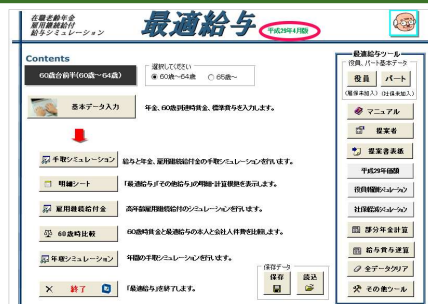 在職老齢年金
雇用継続給付
給与シミュレーション
最適給与
平成29年4月版
Contents
60歳台前半(60歳～64歳)
選択してください
60歳～64歳
65歳～
基本データ入力
年金、60歳到達時賃金、標準賞与を入力します。
手取シミュレーション
給与と年金、雇用継続給付金の手取シミュレーションを行います。
明細シート
「最適給与」「その他給与」の明細・計算根拠を表示します。
雇用継続給付金
高年齢雇用継続給付のシミュレーションを行います。
60歳時比較
60歳時賃金と最適給与の本人と会社人件費を比較します。
年収シミュレーション
年間の手取シミュレーションを行います。
終了
「最適給与」を終了します。
保存データ
保存
読込
最適給与ツール
役員、パート基本データ
役員
パート
(雇保未加入)
(社保未加入)
マニュアル
提案者
提案書表紙
平成29年価額
役員報酬シミュレーション
社保軽減シミュレーション
部分年金計算
給与賞与逆算
全データクリア
その他ツール